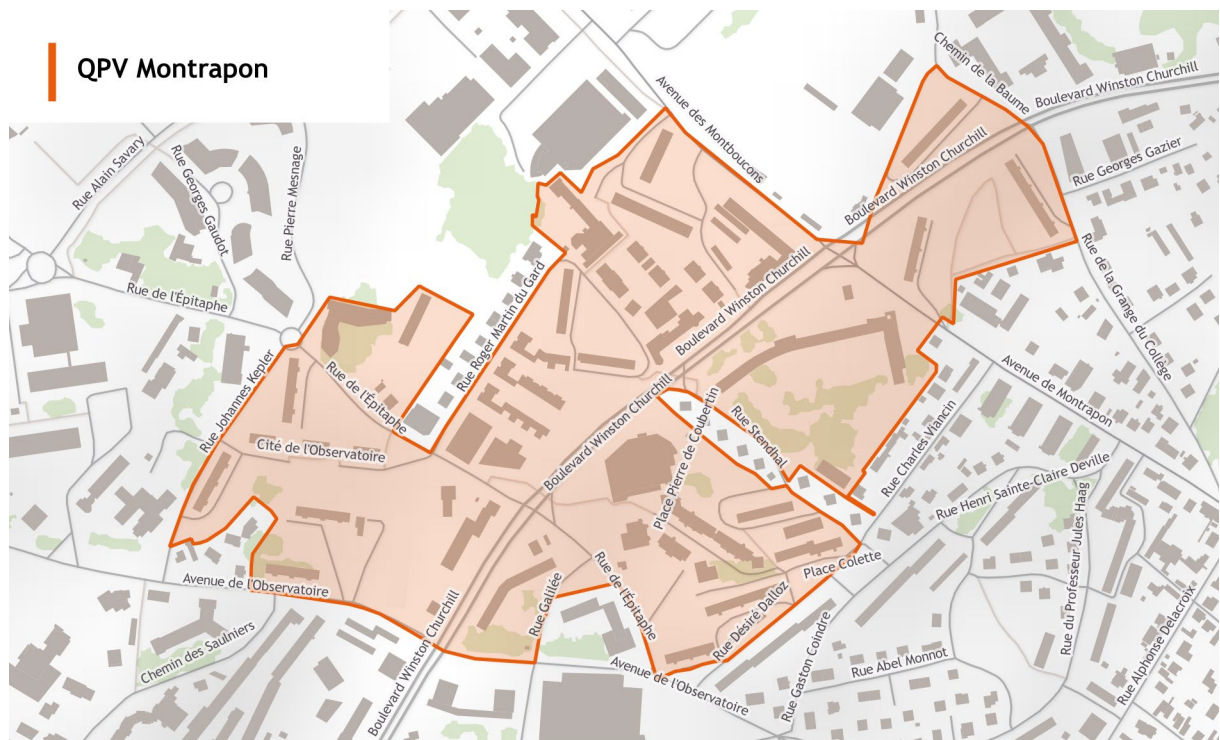 QPV Montrapon
Chemin de la Baume
Boulevard Winston Churchill
Avenue des Montboucons
Rue Alain Savary
Rue Georges Gaudot
Rue Pierre Mesnage
Boulevard Winston Churchill
Rue Georges Gazier
Rue de l'Épitaphe
Rue Roger Martin du Gard
Boulevard Winston Churchill
Rue de la Grange du Collège
Rue Johannes Kepler
Rue de l'Épitaphe
Avenue de Montrapon
Cité de l'Observatoire
Boulevard Winston Churchill
Place Pierre de Coubertin
Rue Stendhal
Rue Charles Viancin
Rue Henri Sainte-Claire Deville
Rue du Professeur Jules Haag
Place Colette
Avenue de l'Observatoire
Rue Galilée
Rue de l'Épitaphe
Rue Désiré Dalloz
Chemin des Saulniers
Boulevard Winston Churchill
Avenue de l'Observatoire
Rue Gaston Coindre
Rue Abel Monnot
Rue Alphonse Delacroix